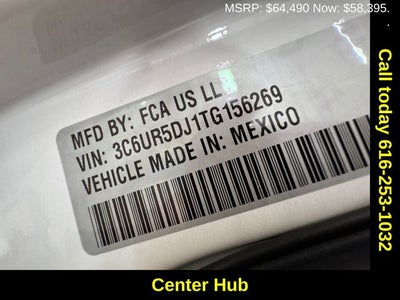 MSRP: $64,490 Now: $58,395.
MFD BY: FCA US LL
VIN: 3C6UR5DJ1TG156269
VEHICLE MADE IN: MEXICO
Call today 616-253-1032
Center Hub